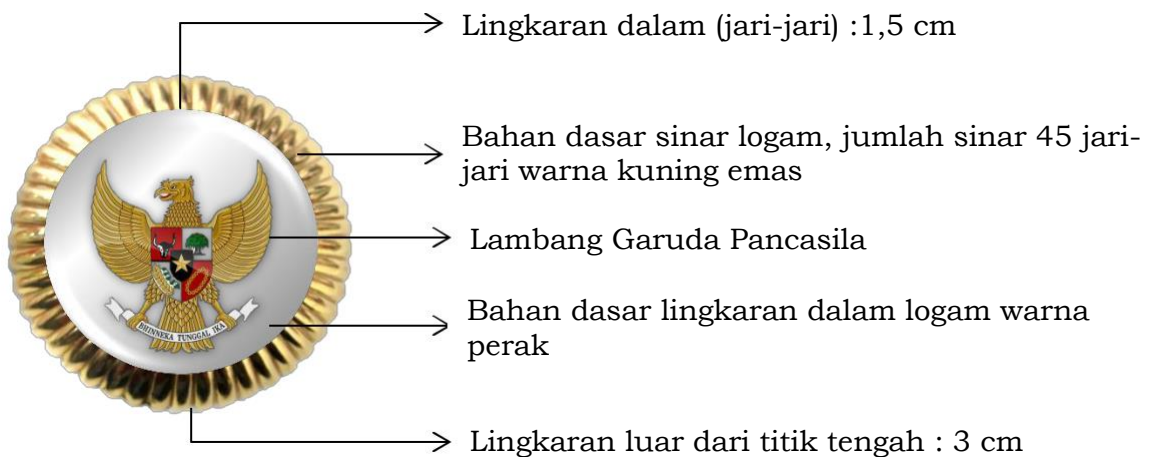 Lingkaran dalam (jari-jari) :1,5 cm
Bahan dasar sinar logam, jumlah sinar 45 jari-
jari warna kuning emas
Lambang Garuda Pancasila
Bahan dasar lingkaran dalam logam warna
perak
BHINNEKA TUNGGAL IKA
Lingkaran luar dari titik tengah : 3 cm